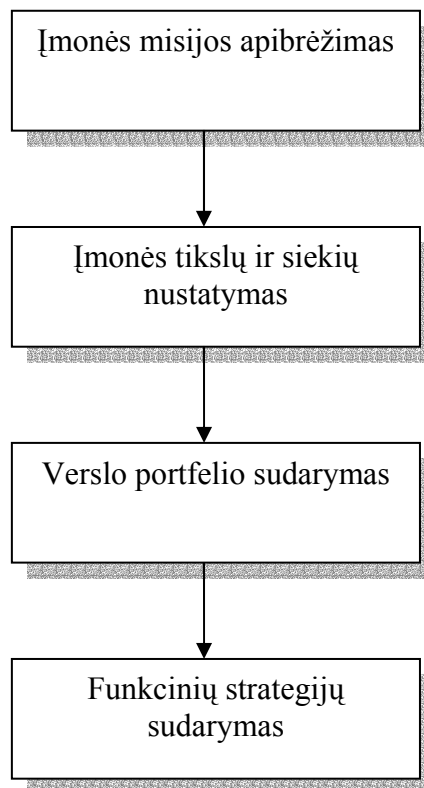 Įmonės misijos apibrėžimas
Įmonės tikslų ir siekių
nustatymas
Verslo portfelio sudarymas
Funkcinių strategijų
sudarymas